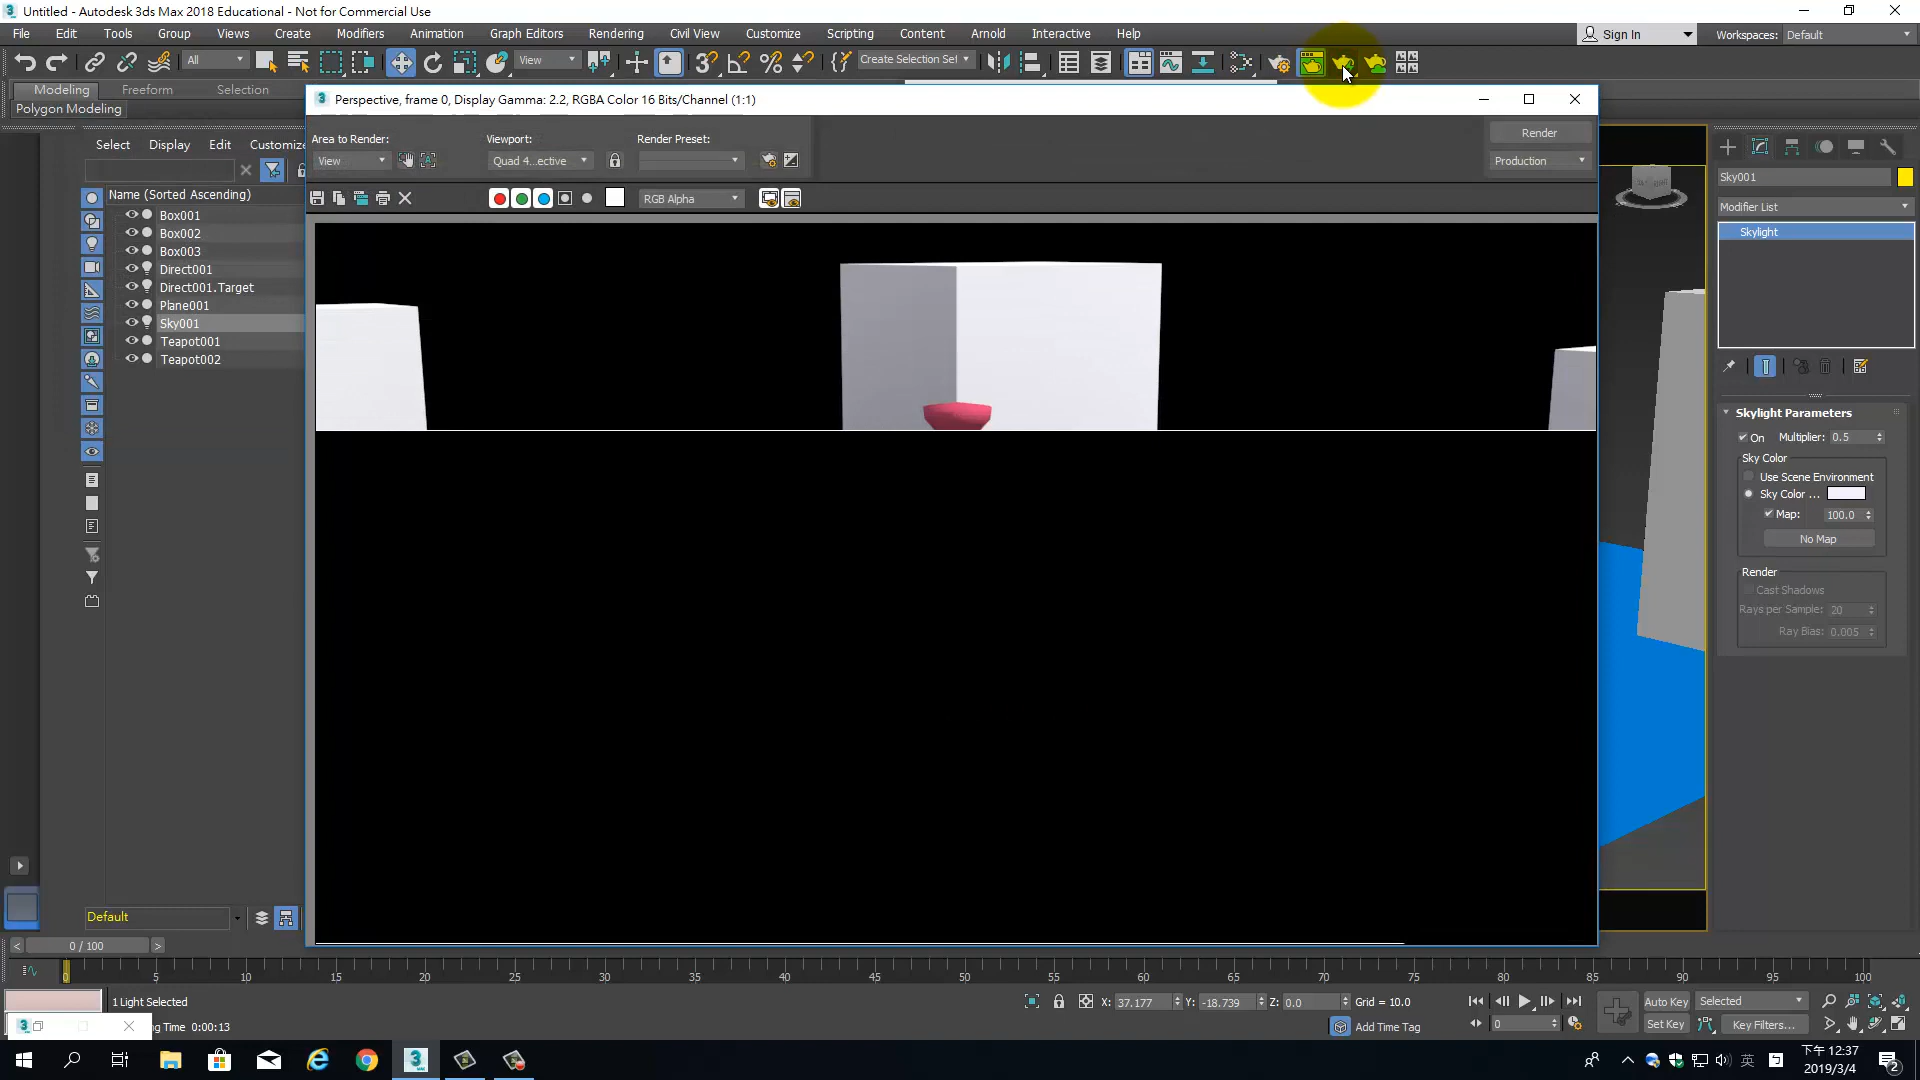 Untitled - Autodesk 3ds Max 2018 Educational - Not for Commercial Use
File Edit Tools Group Views Create Modifiers Animation Graph Editors Rendering Civil View Customize Scripting Content Arnold Interactive Help
Sign In Workspaces: Default
All View Create Selection Set
Modeling Freeform Selection
Polygon Modeling
Perspective, frame 0, Display Gamma: 2.2, RGBA Color 16 Bits/Channel (1:1)
Select Display Edit Customize
Area to Render: Viewport: Render Preset: Render
View Quad 4...ective Production
RGB Alpha
Name (Sorted Ascending)
Box001
Box002
Box003
Direct001
Direct001.Target
Plane001
Sky001
Teapot001
Teapot002
Sky001
Modifier List
Skylight
Skylight Parameters
On Multiplier: 0.5
Sky Color
Use Scene Environment
Sky Color ...
Map: 100.0
No Map
Render
Cast Shadows
Rays per Sample: 20
Ray Bias: 0.005
Default
0 / 100
0 5 10 15 20 25 30 35 40 45 50 55 60 65 70 75 80 85 90 95 100
1 Light Selected X: 37.177 Y: -18.739 Z: 0.0 Grid = 10.0 Auto Key Selected
ng Time 0:00:13 Add Time Tag 0 Set Key Key Filters...
英 下午 12:37
2019/3/4 2